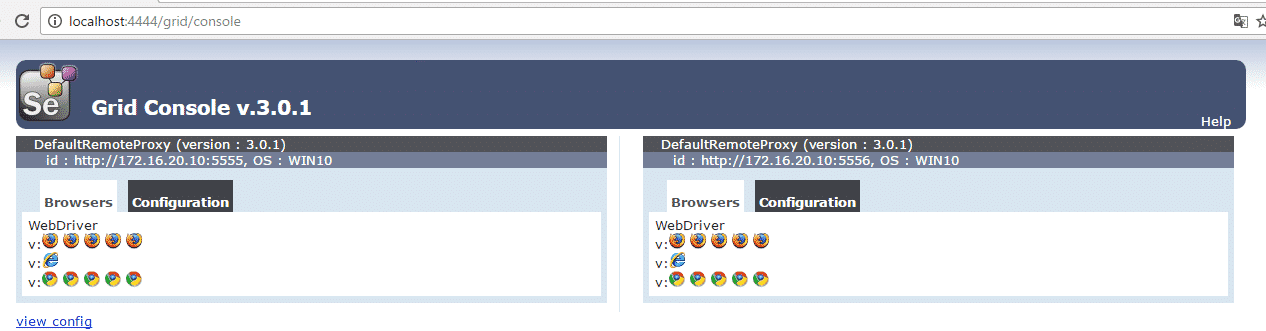 localhost:4444/grid/console
Se
Grid Console v.3.0.1
Help
DefaultRemoteProxy (version : 3.0.1)
id : http://172.16.20.10:5555, OS : WIN10
Browsers Configuration
WebDriver
v:
v:
v:
DefaultRemoteProxy (version : 3.0.1)
id : http://172.16.20.10:5556, OS : WIN10
Browsers Configuration
WebDriver
v:
v:
v:
view config